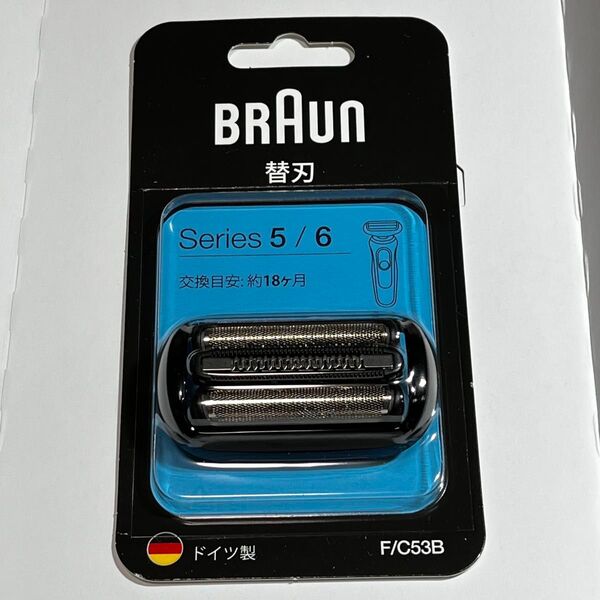 BRAUN
替刃
Series 5 / 6
交換目安: 約18ヶ月
ドイツ製
F/C53B